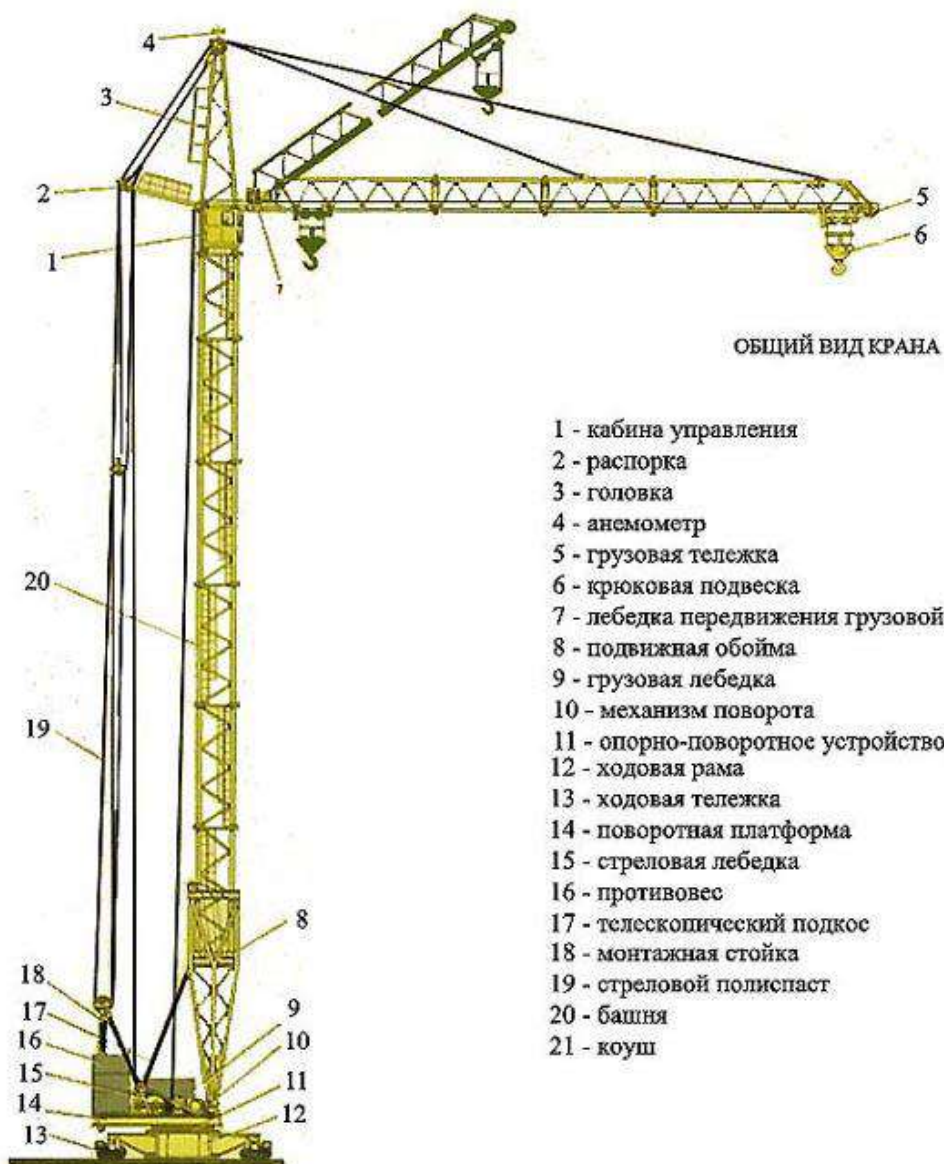 4
3
2
1
5
6
7
ОБЩИЙ ВИД КРАНА
1 - кабина управления
2 - распорка
3 - головка
4 - анемометр
5 - грузовая тележка
6 - крюковая подвеска
7 - лебедка передвижения грузовой
8 - подвижная обойма
9 - грузовая лебедка
10 - механизм поворота
11 - опорно-поворотное устройство
12 - ходовая рама
13 - ходовая тележка
14 - поворотная платформа
15 - стреловая лебедка
16 - противовес
17 - телескопический подкос
18 - монтажная стойка
19 - стреловой полиспаст
20 - башня
21 - коуш
20
19
8
18
17
16
15
14
13
9
10
11
12